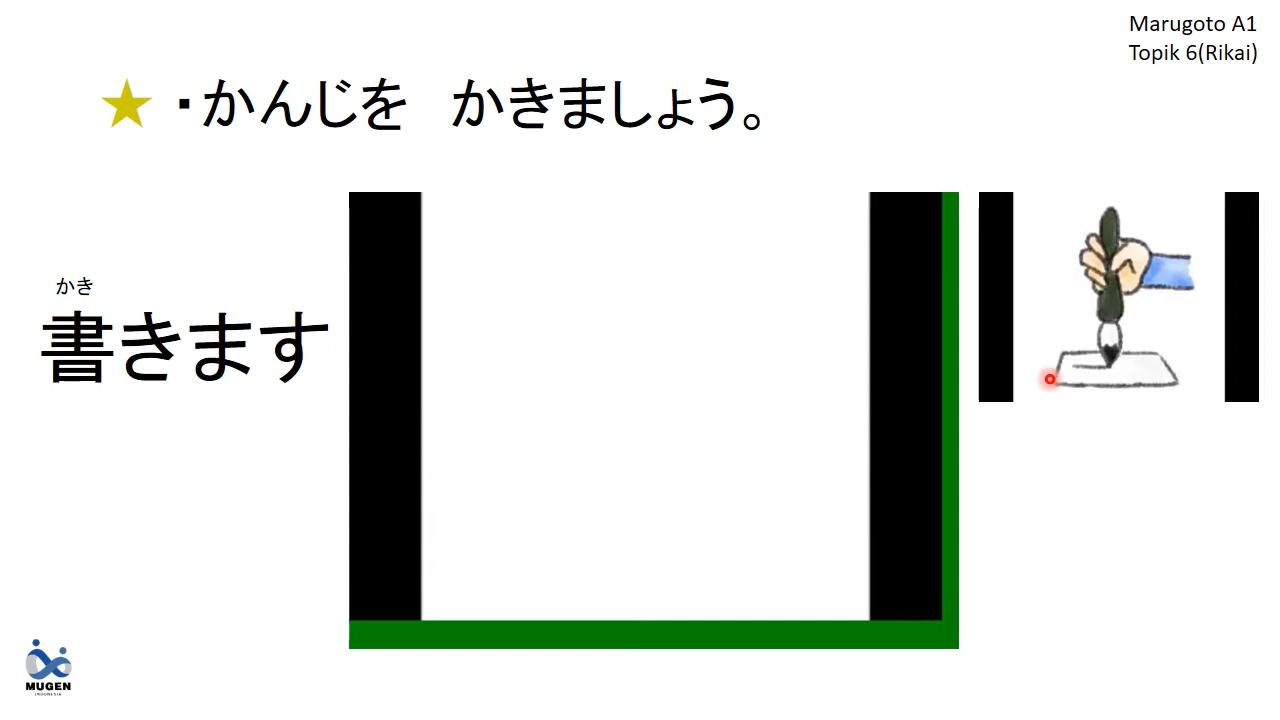 Marugoto A1
Topik 6(Rikai)
★・かんじを　かきましょう。
かき
書きます
MUGEN
INDONESIA